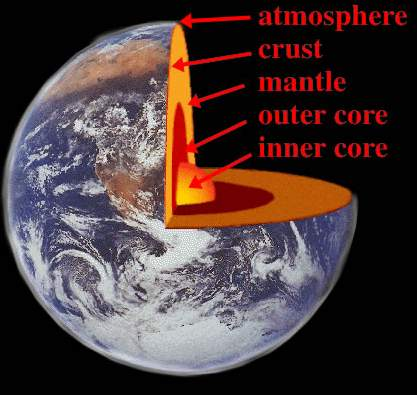 atmosphere
crust
mantle
outer core
inner core